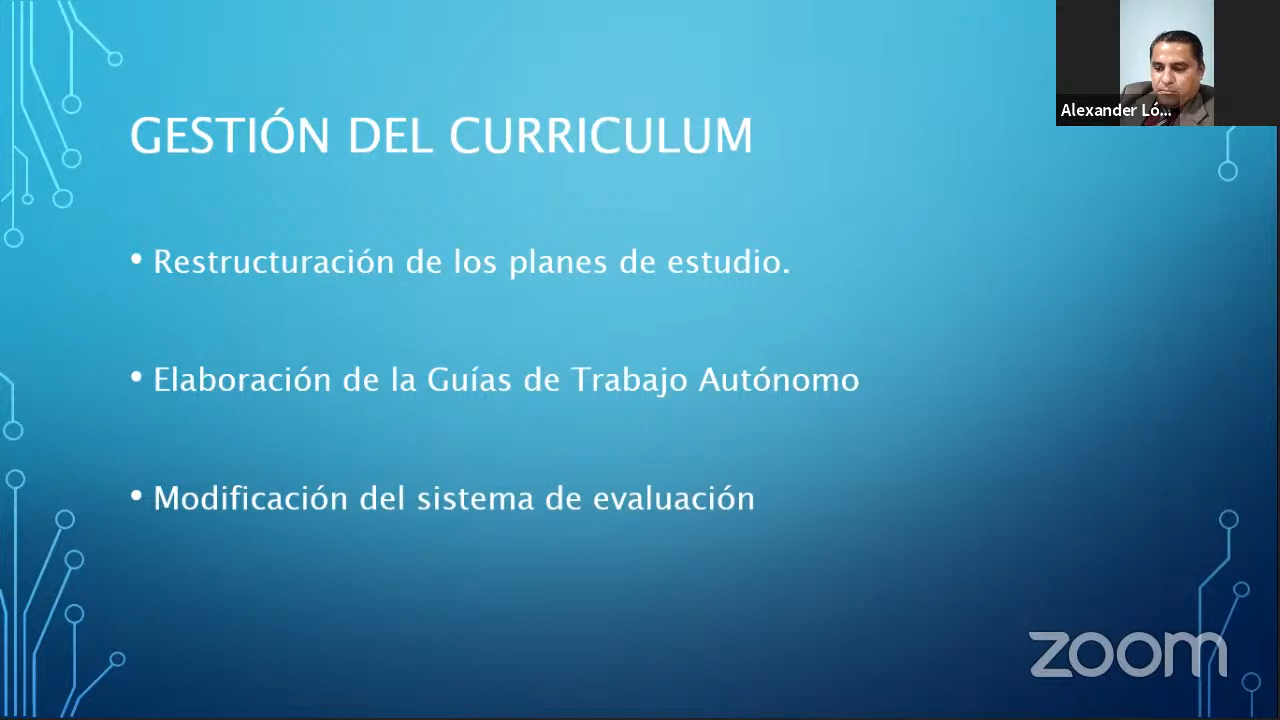 Alexander Ló...
GESTIÓN DEL CURRICULUM
• Restructuración de los planes de estudio.
• Elaboración de la Guías de Trabajo Autónomo
• Modificación del sistema de evaluación
zoom